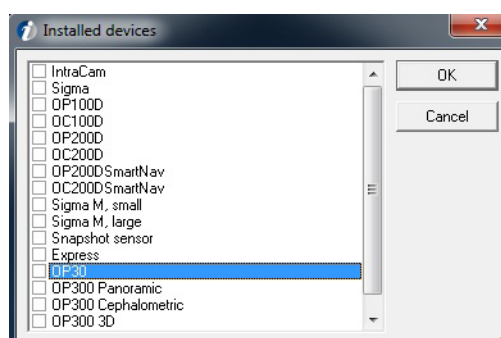 Installed devices
IntraCam
OK
Sigma
OP100D
OC100D
Cancel
OP200D
OC200D
OP200DSmartNav
OC200DSmartNav
Sigma M, small
Sigma M, large
Snapshot sensor
Express
OP30
OP300 Panoramic
OP300 Cephalometric
OP300 3D